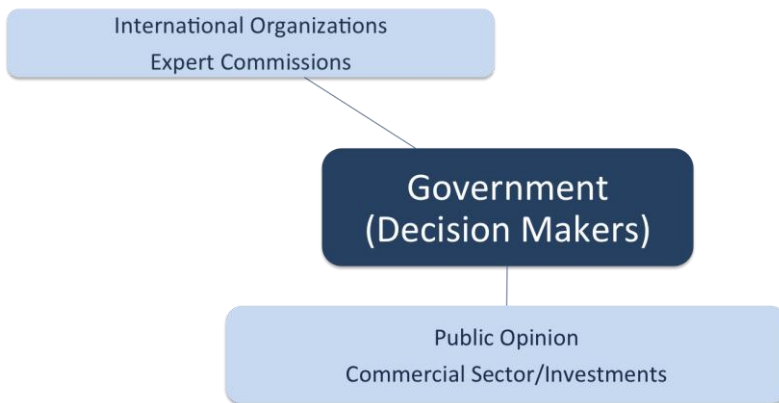 International Organizations
Expert Commissions
Government
(Decision Makers)
Public Opinion
Commercial Sector/Investments